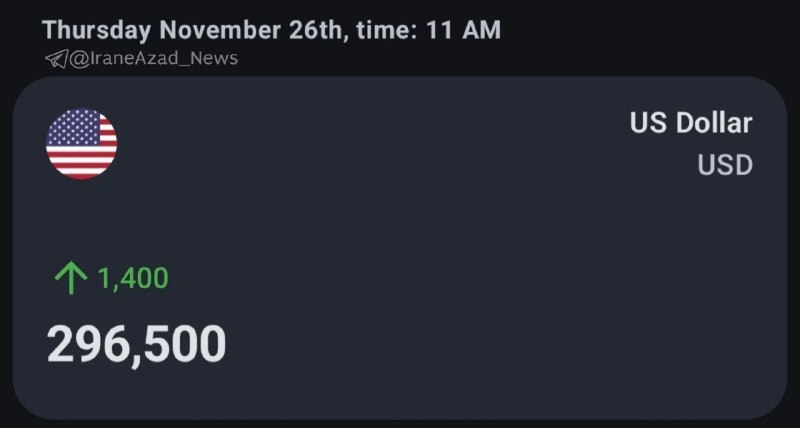 Thursday November 26th, time: 11 AM
@IraneAzad_News
US Dollar
USD
↑ 1,400
296,500